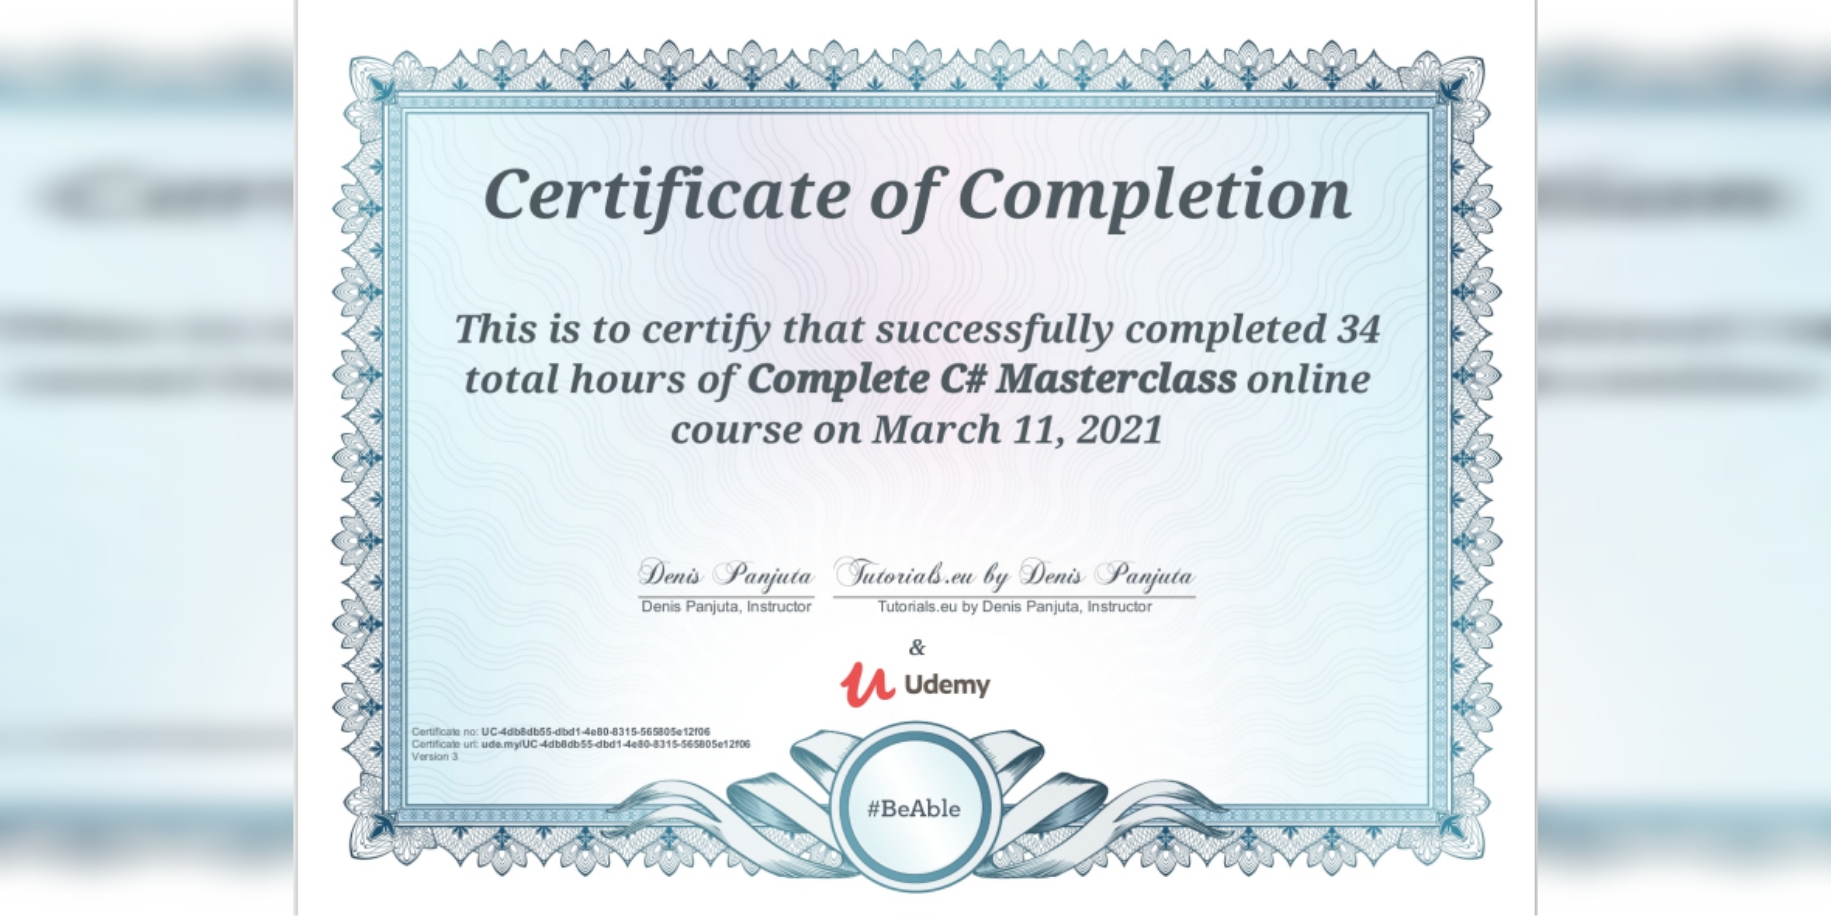 Certificate of Completion
This is to certify that successfully completed 34
total hours of Complete C# Masterclass online
course on March 11, 2021
Denis Panjuta Tutorials.eu by Denis Panjuta
Denis Panjuta, Instructor Tutorials.eu by Denis Panjuta, Instructor
&
Udemy
Certificate no: UC-4db8db55-dbd1-4e80-8315-565805e12f06
Certificate url: ude.my/UC-4db8db55-dbd1-4e80-8315-565805e12f06
Version 3
#BeAble